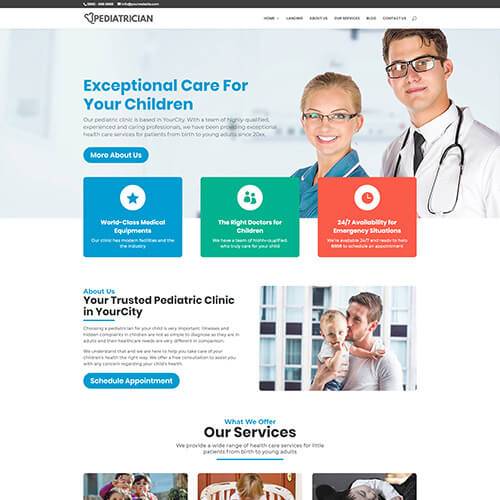 (555) - 555-5555 info@yourwebsite.com
PEDIATRICIAN
HOME LANDING ABOUT US OUR SERVICES BLOG CONTACT US
Exceptional Care For
Your Children
Our pediatric clinic is based in YourCity. With a team of highly-qualified,
experienced and caring professionals, we have been providing exceptional
health care services for patients from birth to young adults since 20xx.
More About Us
World-Class Medical
Equipments
Our clinic has modern facilities and the
the industry
The Right Doctors for
Children
We have a team of highly-qualified,
who truly care for your child
24/7 Availability for
Emergency Situations
We're available 24/7 and ready to help
to schedule an appointment
About Us
Your Trusted Pediatric Clinic
in YourCity
Choosing a pediatrician for your child is very important. Illnesses and
hidden complaints in children are not as simple to diagnose as they are in
adults and their healthcare needs are very different in comparison.
We understand that and we are here to help you take care of your
children's health the right way. We offer a free consultation to assist you
with any concern regarding your child's health.
Schedule Appointment
What We Offer
Our Services
We provide a wide range of health care services for little
patients from birth to young adults